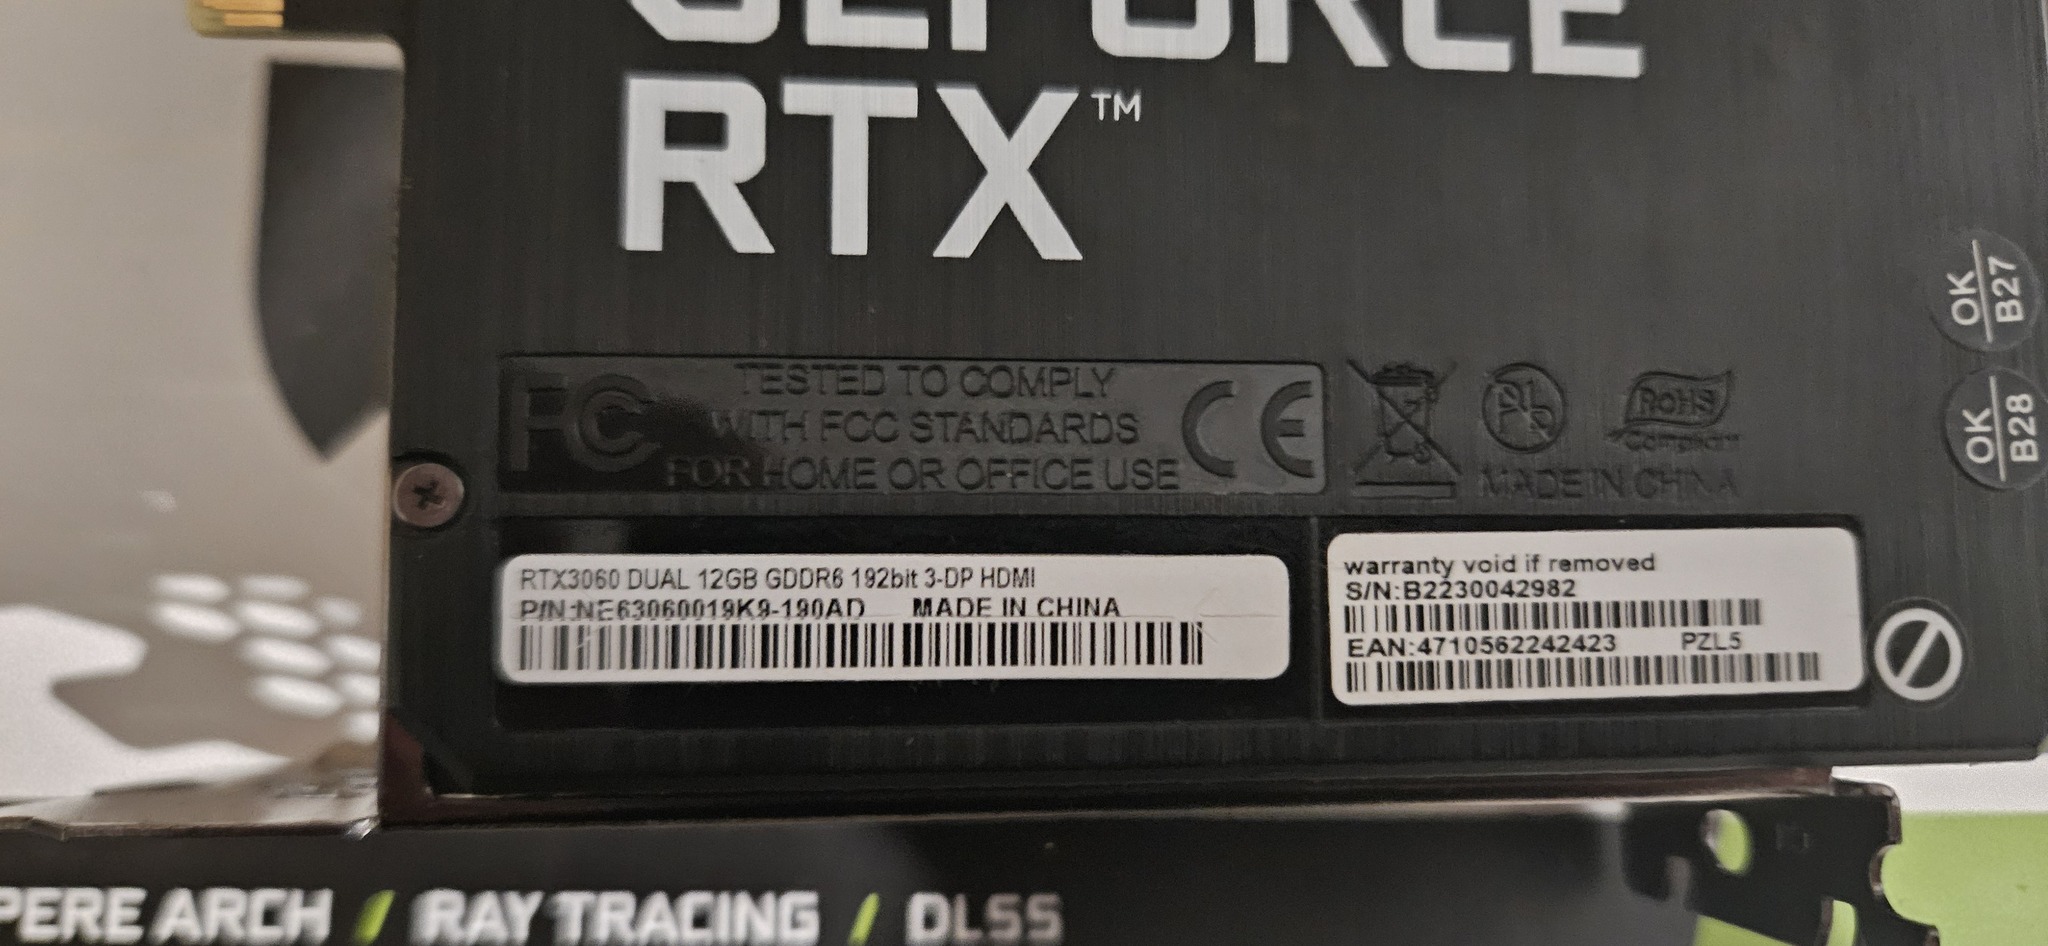 GEFORCE
RTX™
OK
B27
OK
B28
FC
TESTED TO COMPLY
WITH FCC STANDARDS
FOR HOME OR OFFICE USE
CE
Pb
RoHS
Compliant
MADE IN CHINA
RTX3060 DUAL 12GB GDDR6 192bit 3-DP HDMI
P/N:NE63060019K9-190AD MADE IN CHINA
warranty void if removed
S/N:B2230042982
EAN:4710562242423 PZL5
PERE ARCH / RAY TRACING / DLSS